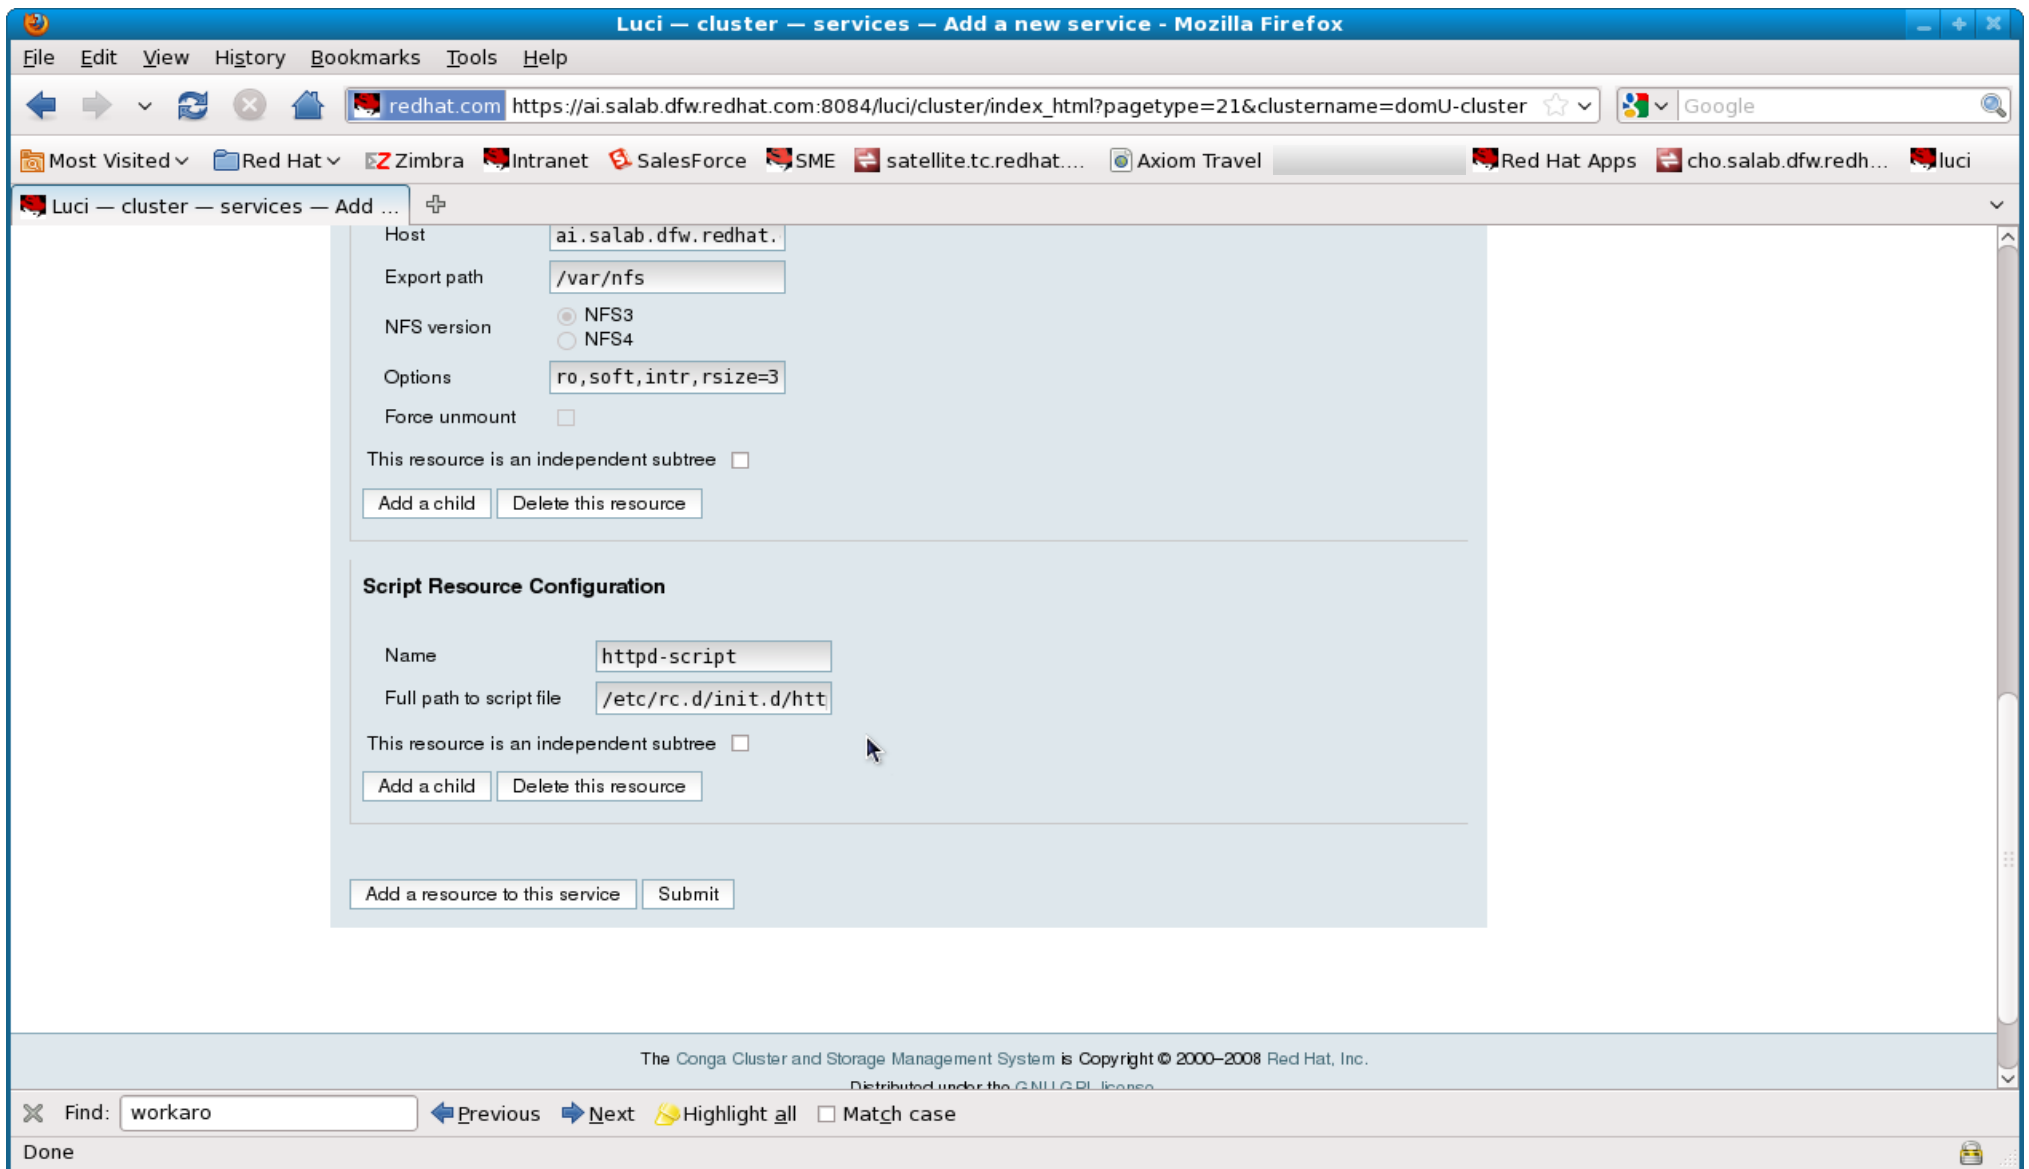 Luci — cluster — services — Add a new service - Mozilla Firefox
File Edit View History Bookmarks Tools Help
redhat.com https://ai.salab.dfw.redhat.com:8084/luci/cluster/index_html?pagetype=21&clustername=domU-cluster Google
Most Visited Red Hat Zimbra Intranet SalesForce SME satellite.tc.redhat.... Axiom Travel Red Hat Apps cho.salab.dfw.redh... luci
Luci — cluster — services — Add ...
Host ai.salab.dfw.redhat.
Export path /var/nfs
NFS version
NFS3
NFS4
Options ro,soft,intr,rsize=3
Force unmount
This resource is an independent subtree
Add a child Delete this resource
Script Resource Configuration
Name httpd-script
Full path to script file /etc/rc.d/init.d/htt
This resource is an independent subtree
Add a child Delete this resource
Add a resource to this service Submit
The Conga Cluster and Storage Management System is Copyright © 2000–2008 Red Hat, Inc.
Distributed under the GNU GPL license
Find: workaro Previous Next Highlight all Match case
Done